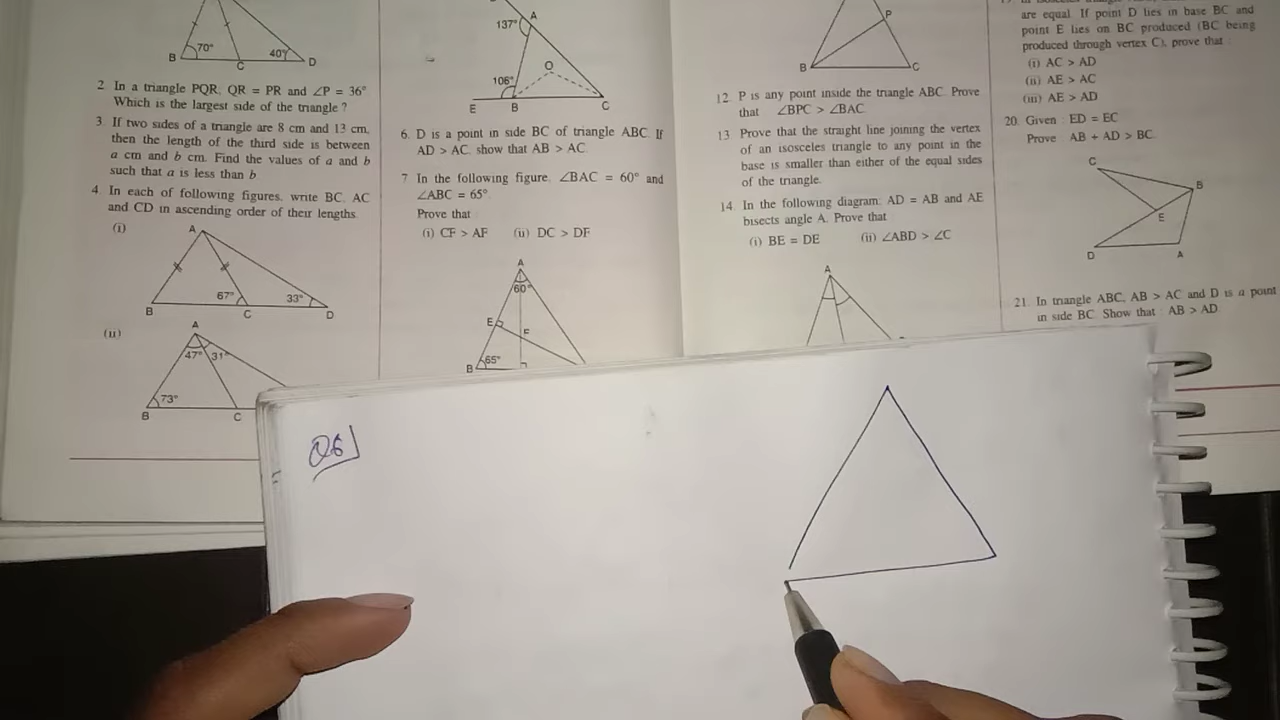 B 70° C 40° D
2. In a triangle PQR, QR = PR and ∠P = 36°
Which is the largest side of the triangle ?
3. If two sides of a triangle are 8 cm and 13 cm,
then the length of the third side is between
a cm and b cm. Find the values of a and b
such that a is less than b
4 In each of following figures, write BC, AC
and CD in ascending order of their lengths.
(i)
A
67° 33°
B C D
(ii)
A
47° 31°
73°
B C
137° A
O
106°
E B C
6. D is a point in side BC of triangle ABC. If
AD > AC, show that AB > AC.
7 In the following figure, ∠BAC = 60° and
∠ABC = 65°.
Prove that
(i) CF > AF (ii) DC > DF
A
60°
E F
B 65°
P
B C
12. P is any point inside the triangle ABC. Prove
that ∠BPC > ∠BAC.
13 Prove that the straight line joining the vertex
of an isosceles triangle to any point in the
base is smaller than either of the equal sides
of the triangle.
14. In the following diagram, AD = AB and AE
bisects angle A. Prove that
(i) BE = DE (ii) ∠ABD > ∠C
A
are equal. If point D lies in base BC and
point E lies on BC produced (BC being
produced through vertex C), prove that :
(i) AC > AD
(ii) AE > AC
(iii) AE > AD
20. Given : ED = EC
Prove AB + AD > BC.
C
B
E
D A
21. In triangle ABC, AB > AC and D is a point
in side BC. Show that : AB > AD
Q6